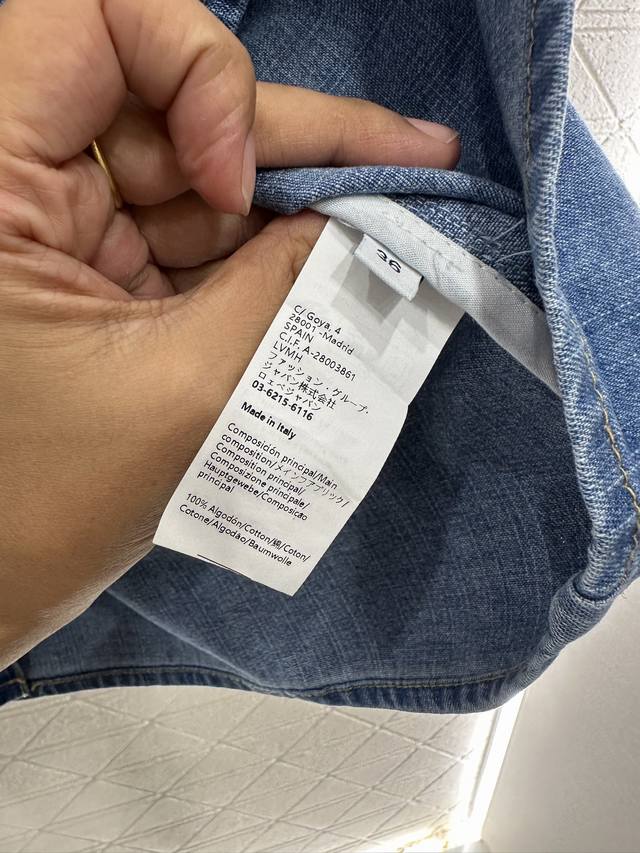 36
C/ Goya, 4
28001 -Madrid
SPAIN
C.I.F. A-28003861
LVMH
ファッション・グループ・
ジャパン株式会社
ロエベジャパン
03-6215-6116
Made in Italy
Composición principal/Main
composition/メインファブリック/
Composition principal/
Composizione principale/
Hauptgewebe/Composição
principal
100% Algodón/Cotton/綿/Coton/
Cotone/Algodão/Baumwolle